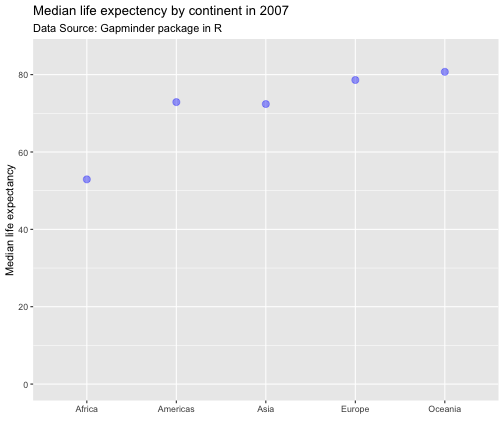 Median life expectency by continent in 2007
Data Source: Gapminder package in R
Median life expectancy
80
60
40
20
0
Africa Americas Asia Europe Oceania